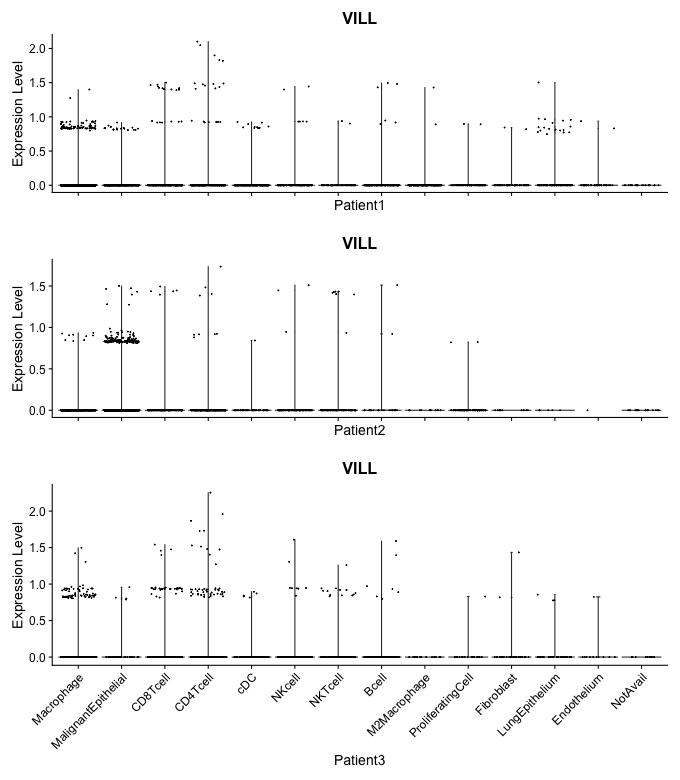 VILL
Expression Level
2.0
1.5
1.0
0.5
0.0
Patient1
VILL
Expression Level
1.5
1.0
0.5
0.0
Patient2
VILL
Expression Level
2.0
1.5
1.0
0.5
0.0
Macrophage
MalignantEpithelial
CD8Tcell
CD4Tcell
cDC
NKcell
NKTcell
Bcell
M2Macrophage
ProliferatingCell
Fibroblast
LungEpithelium
Endothelium
NotAvail
Patient3